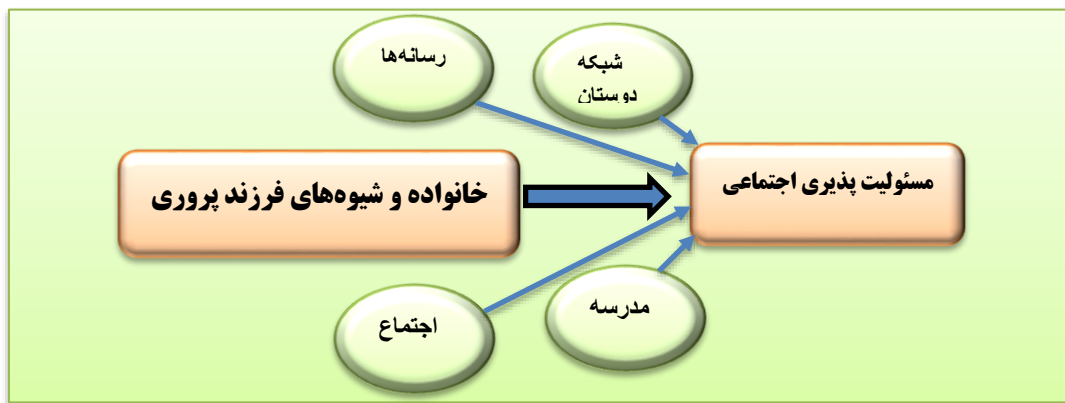 رسانه‌ها
شبکه
دوستان
خانواده و شیوه‌های فرزند پروری
مسئولیت پذیری اجتماعی
اجتماع
مدرسه